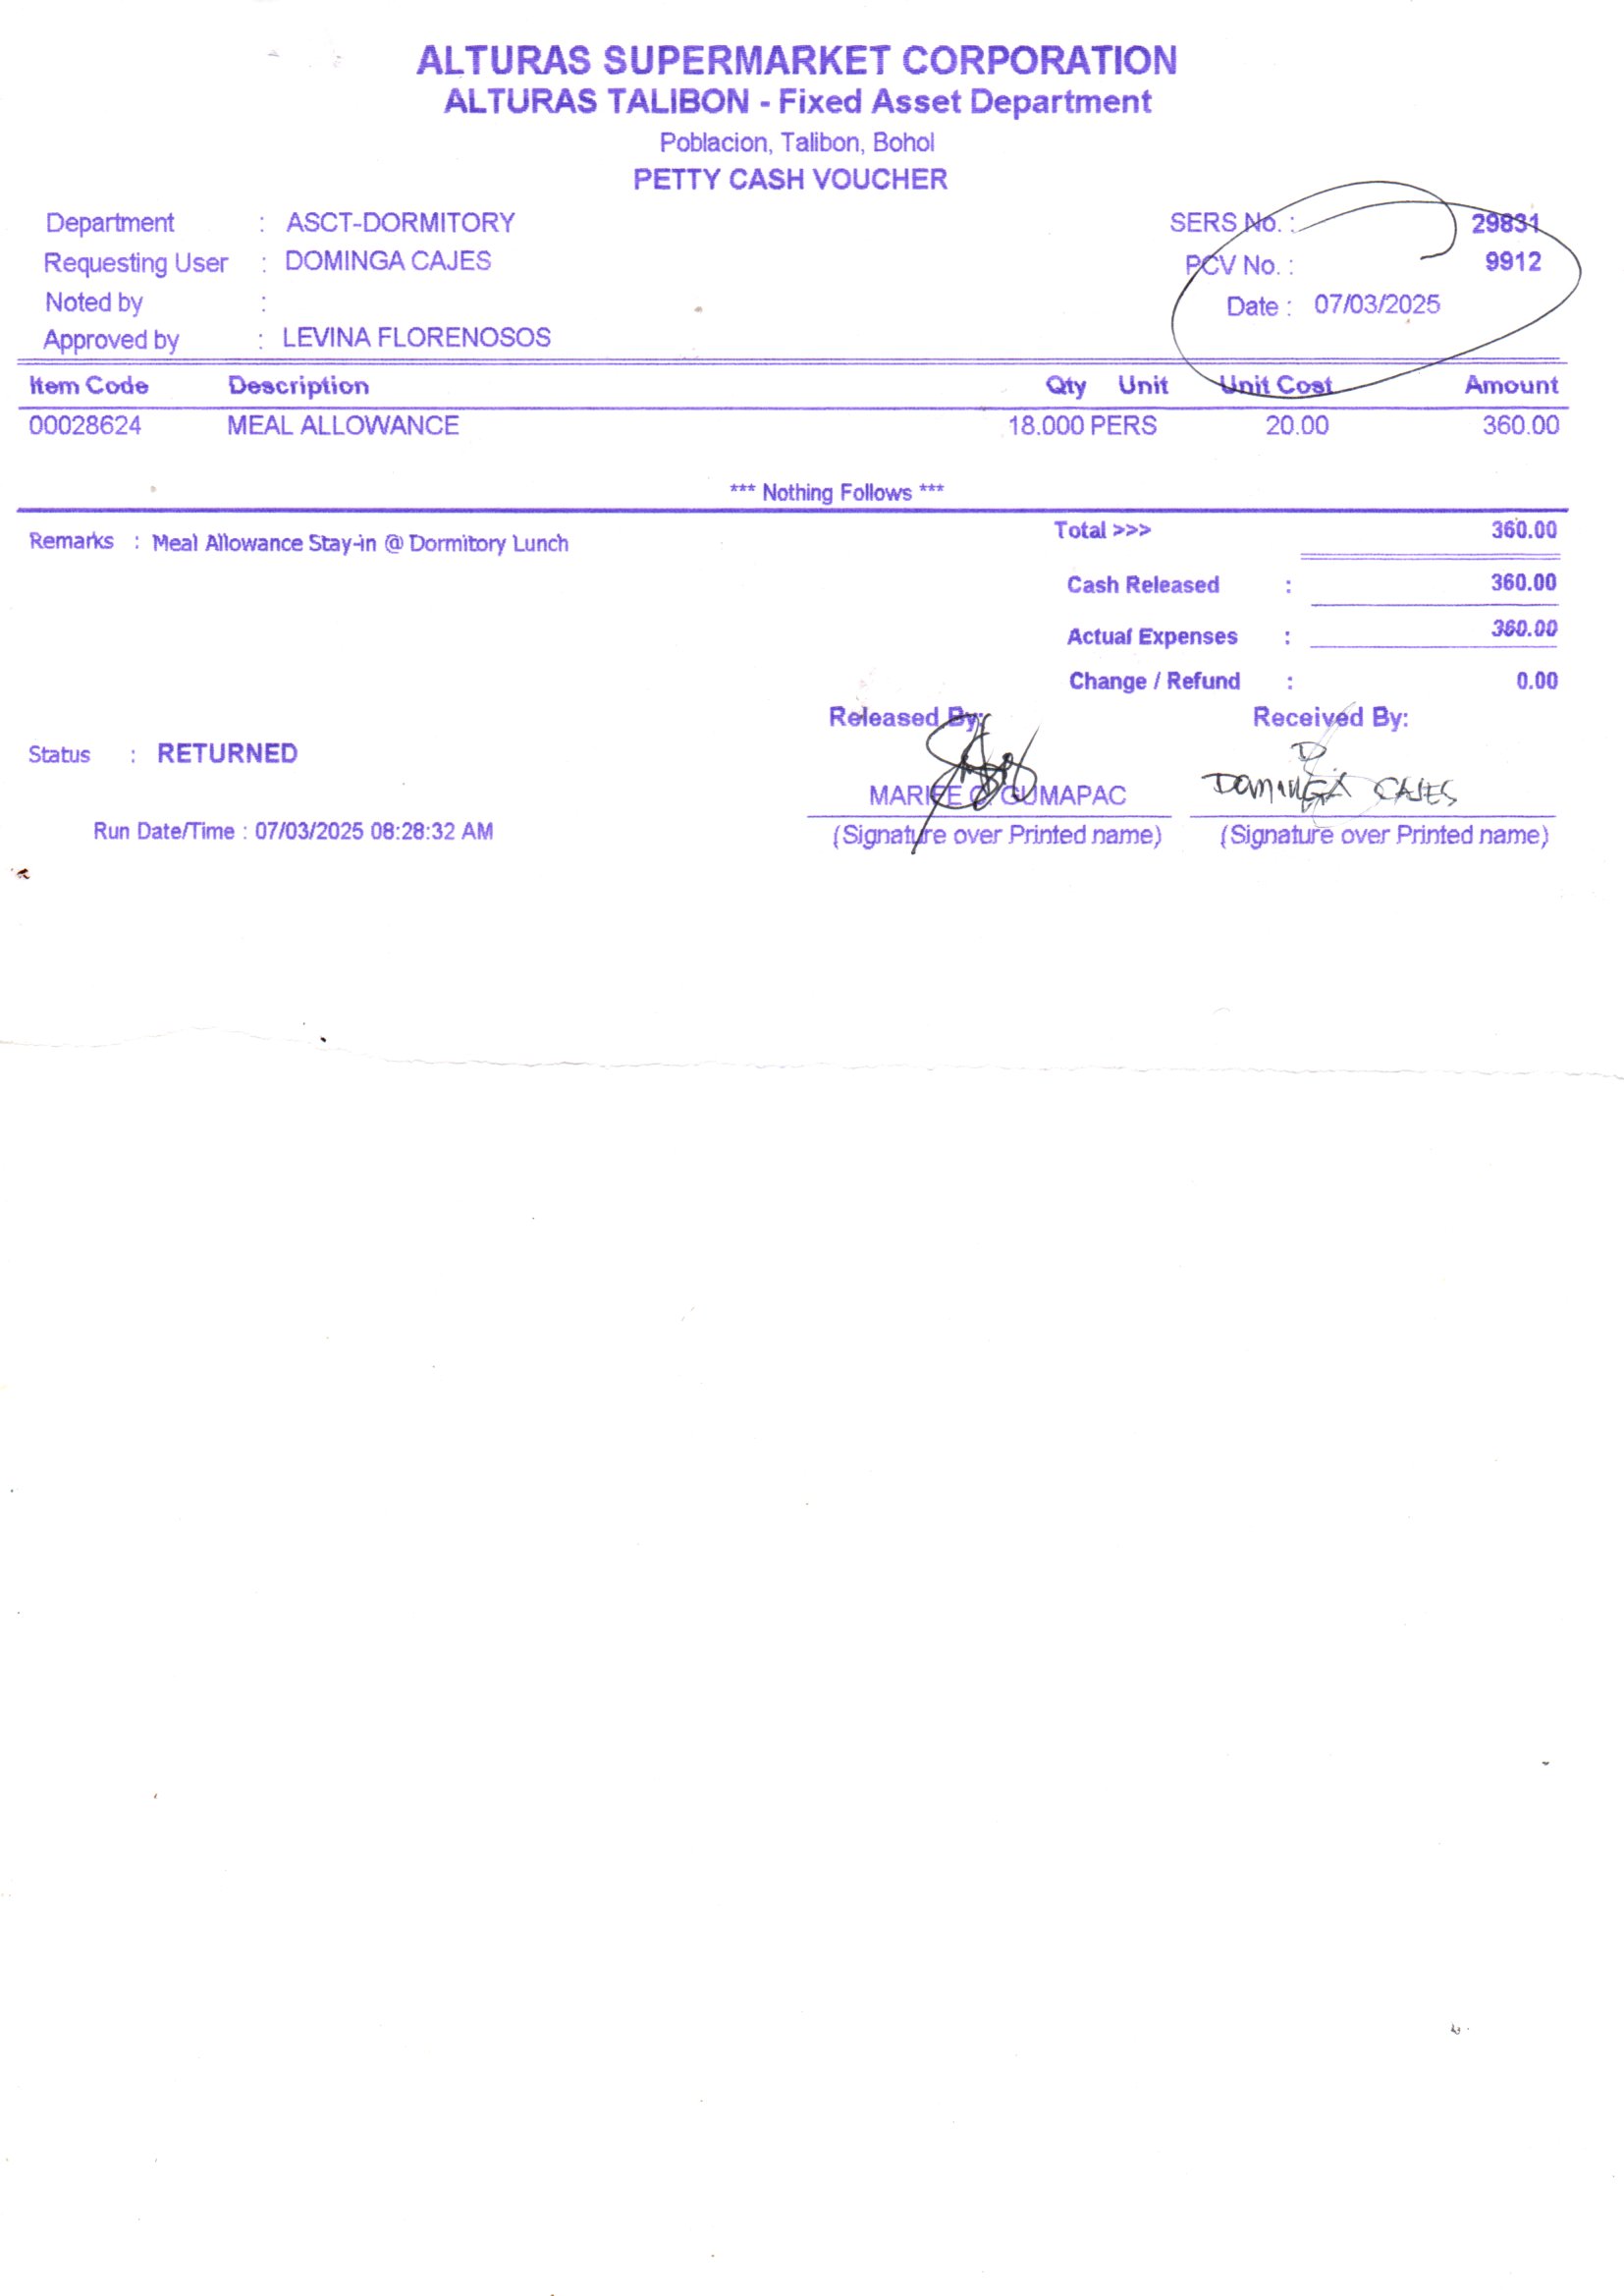 ALTURAS SUPERMARKET CORPORATION
ALTURAS TALIBON - Fixed Asset Department
Poblacion, Talibon, Bohol
PETTY CASH VOUCHER
Department : ASCT-DORMITORY SERS No. : 29831
Requesting User : DOMINGA CAJES PCV No. : 9912
Noted by : Date : 07/03/2025
Approved by : LEVINA FLORENOSOS
Item Code Description Qty Unit Unit Cost Amount
00028624 MEAL ALLOWANCE 18.000 PERS 20.00 360.00
*** Nothing Follows ***
Remarks : Meal Allowance Stay-in @ Dormitory Lunch Total >>> 360.00
Cash Released : 360.00
Actual Expenses : 360.00
Change / Refund : 0.00
Released By: Received By:
Status : RETURNED
MARIFE GUMAPAC DOMINGA CAJES
Run Date/Time : 07/03/2025 08:28:32 AM (Signature over Printed name) (Signature over Printed name)